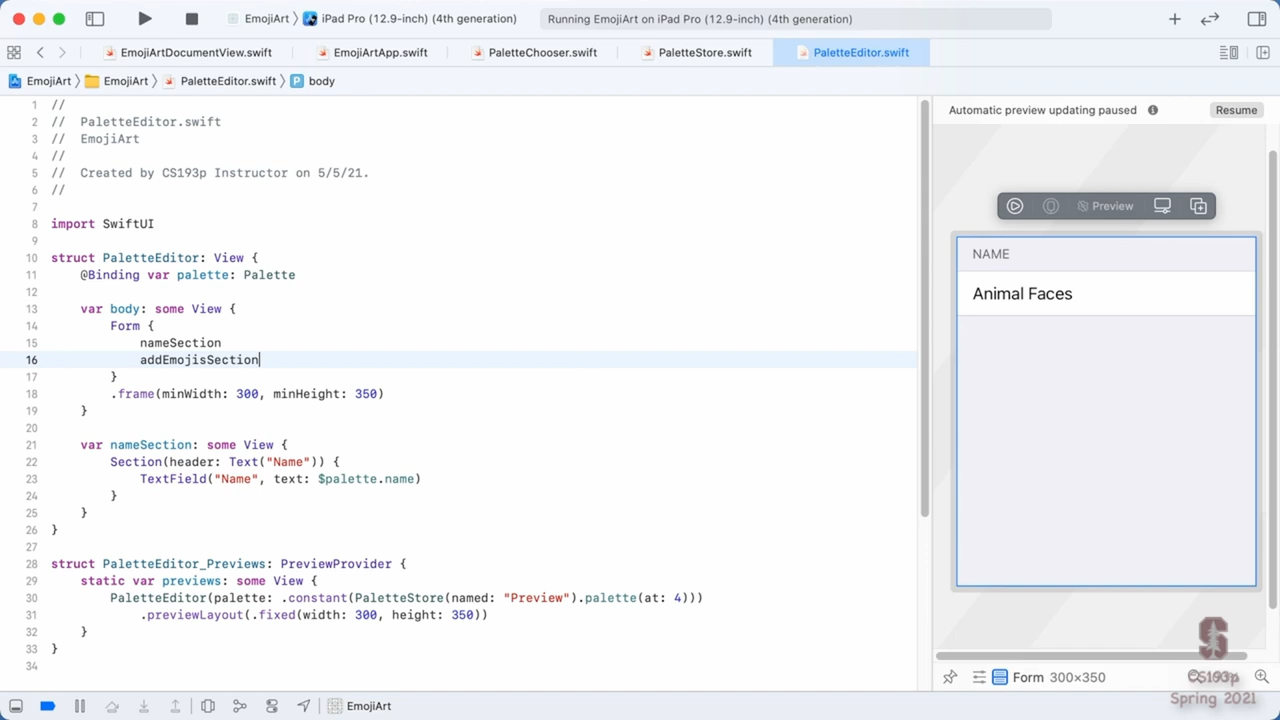 EmojiArt iPad Pro (12.9-inch) (4th generation) Running EmojiArt on iPad Pro (12.9-inch) (4th generation)
EmojiArtDocumentView.swift EmojiArtApp.swift PaletteChooser.swift PaletteStore.swift PaletteEditor.swift
EmojiArt EmojiArt PaletteEditor.swift P body
1 //
2 // PaletteEditor.swift
3 // EmojiArt
4 //
5 // Created by CS193p Instructor on 5/5/21.
6 //
7
8 import SwiftUI
9
10 struct PaletteEditor: View {
11 @Binding var palette: Palette
12
13 var body: some View {
14 Form {
15 nameSection
16 addEmojisSection
17 }
18 .frame(minWidth: 300, minHeight: 350)
19 }
20
21 var nameSection: some View {
22 Section(header: Text("Name")) {
23 TextField("Name", text: $palette.name)
24 }
25 }
26 }
27
28 struct PaletteEditor_Previews: PreviewProvider {
29 static var previews: some View {
30 PaletteEditor(palette: .constant(PaletteStore(named: "Preview").palette(at: 4)))
31 .previewLayout(.fixed(width: 300, height: 350))
32 }
33 }
34
Automatic preview updating paused Resume
Preview
NAME
Animal Faces
Form 300×350
S
CS193p
Spring 2021
EmojiArt